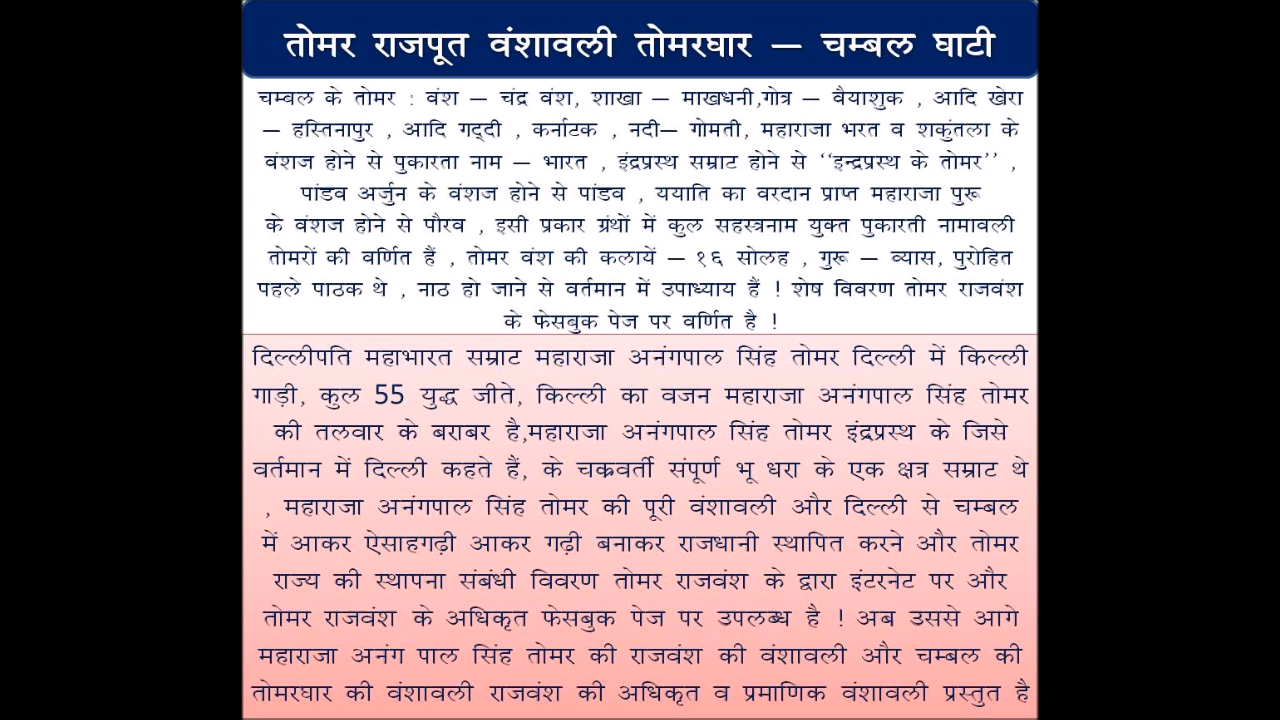 तोमर राजपूत वंशावली तोमरघार – चम्बल घाटी
चम्बल के तोमर : वंश – चंद्र वंश, शाखा – माखधनी,गोत्र – वैयाशुक , आदि खेरा
– हस्तिनापुर , आदि गद्दी , कर्नाटक , नदी– गोमती, महाराजा भरत व शकुंतला के
वंशज होने से पुकारता नाम – भारत , इंद्रप्रस्थ सम्राट होने से ‘‘इन्द्रप्रस्थ के तोमर’’ ,
पांडव अर्जुन के वंशज होने से पांडव , ययाति का वरदान प्राप्त महाराजा पुरू
के वंशज होने से पौरव , इसी प्रकार ग्रंथों में कुल सहस्त्रनाम युक्त पुकारती नामावली
तोमरों की वर्णित हैं , तोमर वंश की कलायें – १६ सोलह , गुरू – व्यास, पुरोहित
पहले पाठक थे , नाठ हो जाने से वर्तमान में उपाध्याय हैं ! शेष विवरण तोमर राजवंश
के फेसबुक पेज पर वर्णित है !
दिल्लीपति महाभारत सम्राट महाराजा अनंगपाल सिंह तोमर दिल्ली में किल्ली
गाड़ी, कुल 55 युद्ध जीते, किल्ली का वजन महाराजा अनंगपाल सिंह तोमर
की तलवार के बराबर है,महाराजा अनंगपाल सिंह तोमर इंद्रप्रस्थ के जिसे
वर्तमान में दिल्ली कहते हैं, के चक्रवर्ती संपूर्ण भू धरा के एक क्षत्र सम्राट थे
, महाराजा अनंगपाल सिंह तोमर की पूरी वंशावली और दिल्ली से चम्बल
में आकर ऐसाहगढ़ी आकर गढ़ी बनाकर राजधानी स्थापित करने और तोमर
राज्य की स्थापना संबंधी विवरण तोमर राजवंश के द्वारा इंटरनेट पर और
तोमर राजवंश के अधिकृत फेसबुक पेज पर उपलब्ध है ! अब उससे आगे
महाराजा अनंग पाल सिंह तोमर की राजवंश की वंशावली और चम्बल की
तोमरघार की वंशावली राजवंश की अधिकृत व प्रमाणिक वंशावली प्रस्तुत है